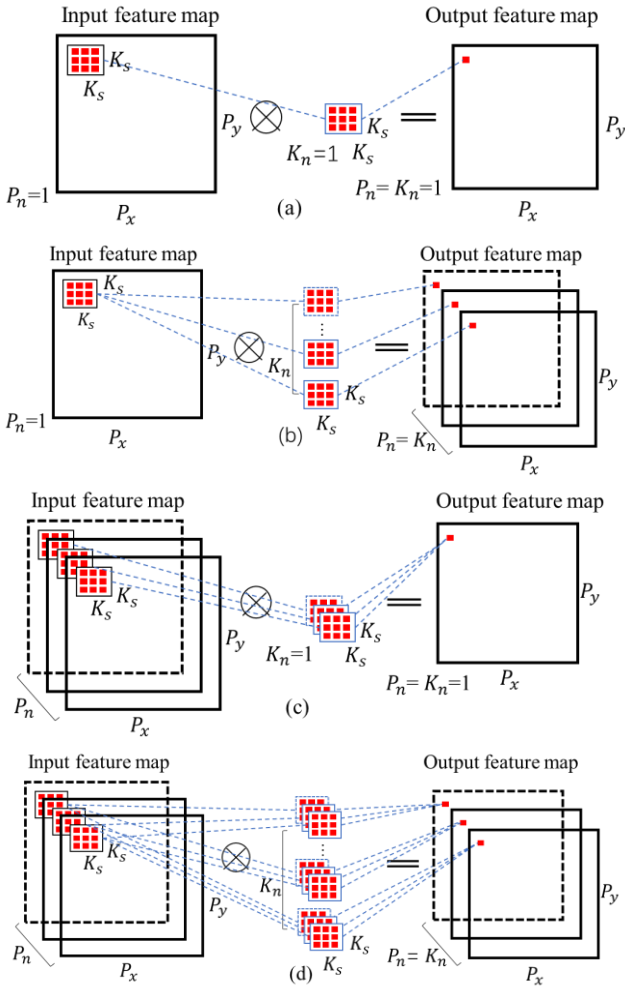 Input feature map
Output feature map
K_s
K_s
P_y
K_n=1
K_s
K_s
P_y
P_n=1
P_x
(a)
P_n= K_n=1
P_x
Input feature map
Output feature map
K_s
K_s
P_y
K_n
⋮
K_s
K_s
P_y
P_n=1
P_x
(b)
P_n= K_n
P_x
Input feature map
Output feature map
K_s
K_s
P_y
K_n=1
K_s
K_s
P_y
P_n
P_x
(c)
P_n= K_n=1
P_x
Input feature map
Output feature map
K_s
K_s
P_y
K_n
⋮
K_s
K_s
P_y
P_n
P_x
(d)
P_n= K_n
P_x